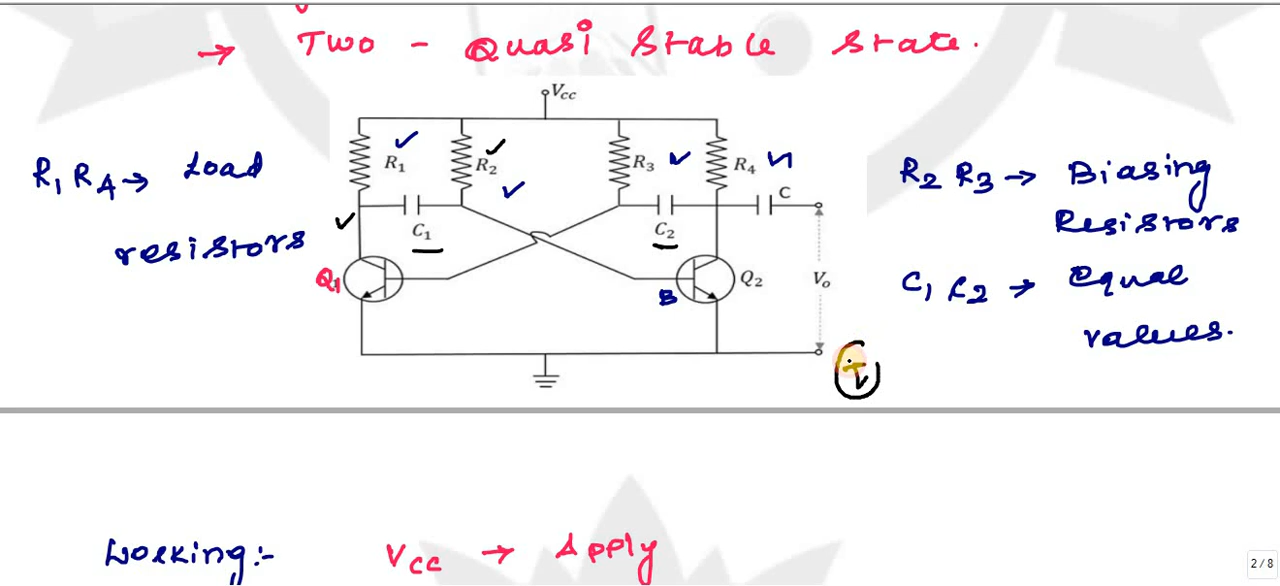 → Two - Quasi Stable State.
Vcc
R1 R2 R3 R4
R1 R4 → Load
resistors
R2 R3 → Biasing
Resistors
C
C1 C2
C1 C2 → Equal
values.
Q1 B Q2 Vo
Working:- Vcc → Apply
2 / 8